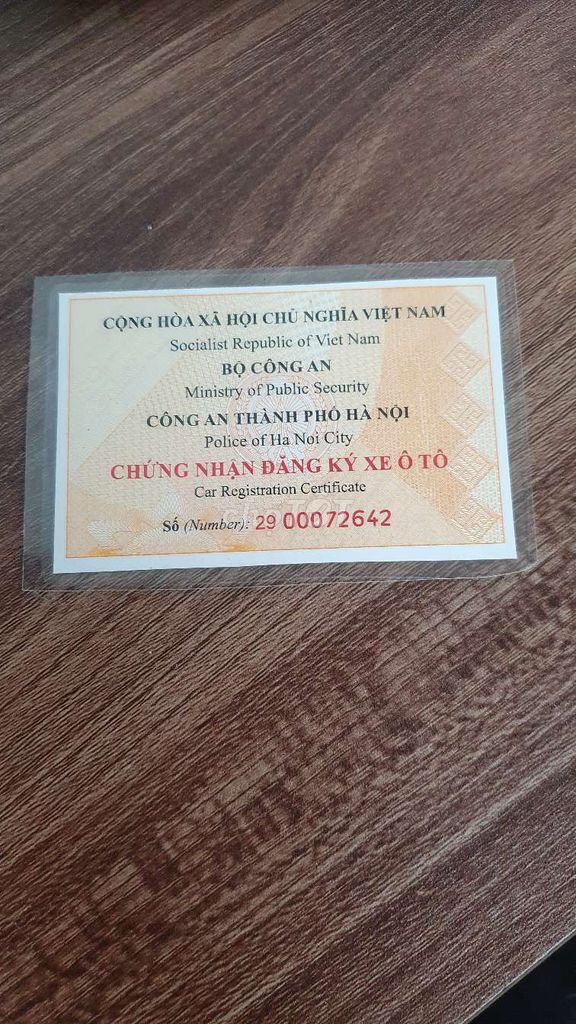 CỘNG HÒA XÃ HỘI CHỦ NGHĨA VIỆT NAM
Socialist Republic of Viet Nam
BỘ CÔNG AN
Ministry of Public Security
CÔNG AN THÀNH PHỐ HÀ NỘI
Police of Ha Noi City
CHỨNG NHẬN ĐĂNG KÝ XE Ô TÔ
Car Registration Certificate
Số (Number): 29 00072642